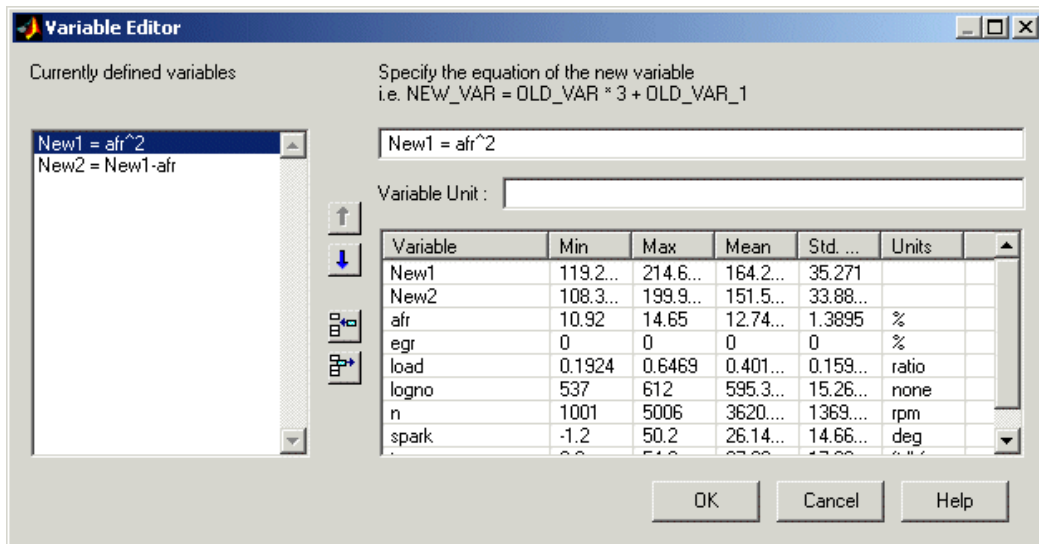 Variable Editor
Currently defined variables
Specify the equation of the new variable
i.e. NEW_VAR = OLD_VAR * 3 + OLD_VAR_1
New1 = afr^2
New2 = New1-afr
New1 = afr^2
Variable Unit :
Variable Min Max Mean Std. ... Units
New1 119.2... 214.6... 164.2... 35.271
New2 108.3... 199.9... 151.5... 33.88...
afr 10.92 14.65 12.74... 1.3895 %
egr 0 0 0 0 %
load 0.1924 0.6469 0.401... 0.159... ratio
logno 537 612 595.3... 15.26... none
n 1001 5006 3620.... 1369.... rpm
spark -1.2 50.2 26.14... 14.66... deg
OK Cancel Help